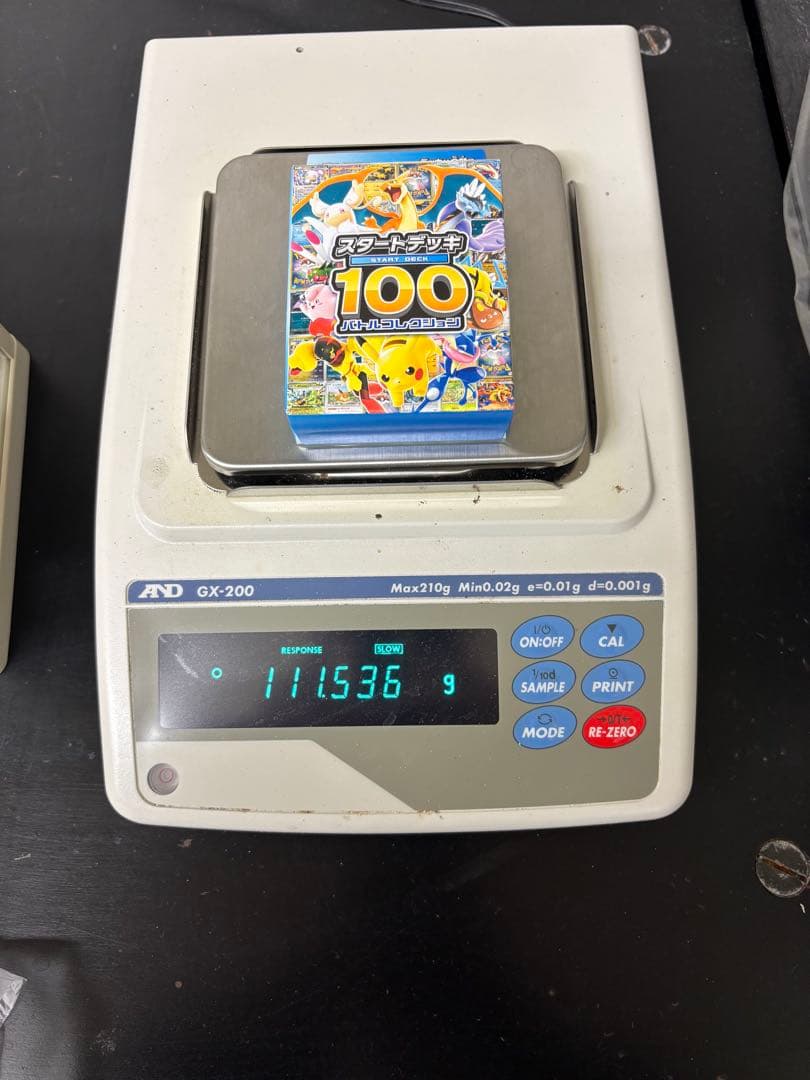 スタートデッキ
START DECK
100
バトルコレクション
AND GX-200 Max210g Min0.02g e=0.01g d=0.001g
RESPONSE SLOW
111.536 g
I/⏻
ON:OFF
CAL
1/10d
SAMPLE
PRINT
MODE
→0/T←
RE-ZERO